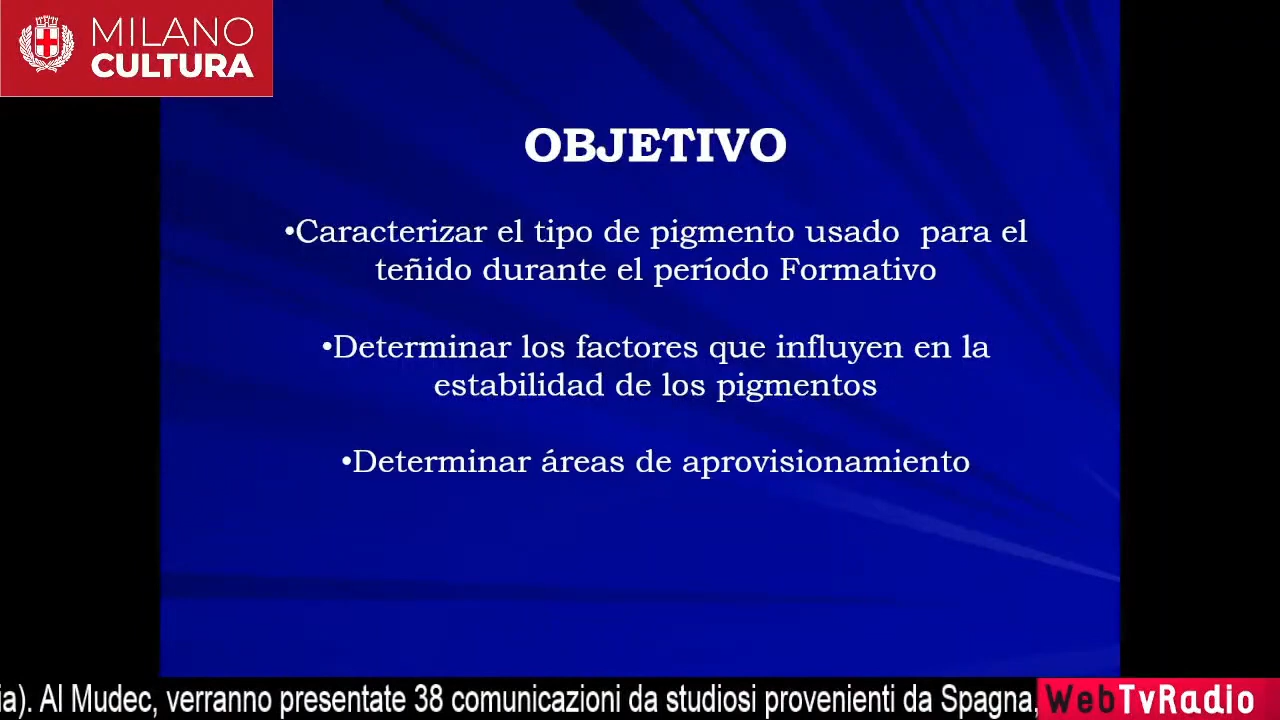 MILANO
CULTURA
OBJETIVO
•Caracterizar el tipo de pigmento usado para el
teñido durante el período Formativo
•Determinar los factores que influyen en la
estabilidad de los pigmentos
•Determinar áreas de aprovisionamiento
ia). Al Mudec, verranno presentate 38 comunicazioni da studiosi provenienti da Spagna,
WebTvRadio